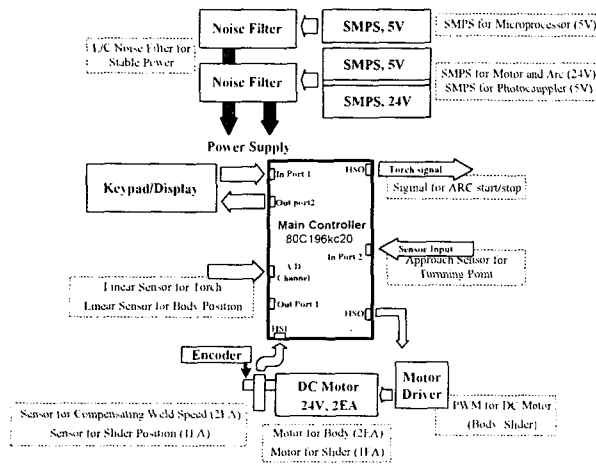 Noise Filter
SMPS, 5V
SMPS for Microprocessor (5V)
L/C Noise Filter for
Stable Power
Noise Filter
SMPS, 5V
SMPS, 24V
SMPS for Motor and Arc (24V)
SMPS for Photocouppler (5V)
Power Supply
Keypad/Display
In Port 1
Out port2
HSO
Torch signal
Signual for ARC start/stop
Main Controller
80C196kc20
In Port 2
Sensor Input
Approach Sensor for
Turnning Point
A/D
Channel
Linear Sensor for Torch
Linear Sensor for Body Position
Out Port 1
HSO
HSI
Encoder
DC Motor
24V, 2EA
Motor
Driver
Sensor for Compensating Weld Speed (2EA)
Sensor for Slider Position (1EA)
Motor for Body (2EA)
Motor for Slider (1EA)
PWM for DC Motor
(Body Slider)